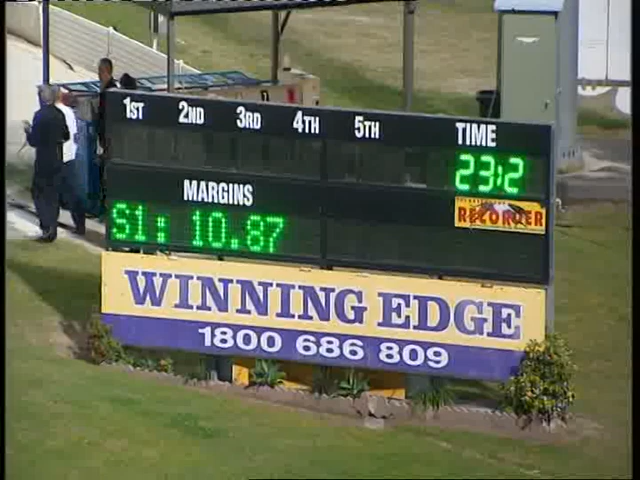 1ST 2ND 3RD 4TH 5TH TIME
23:2
MARGINS
S1: 10.87
RECORDER
WINNING EDGE
1800 686 809